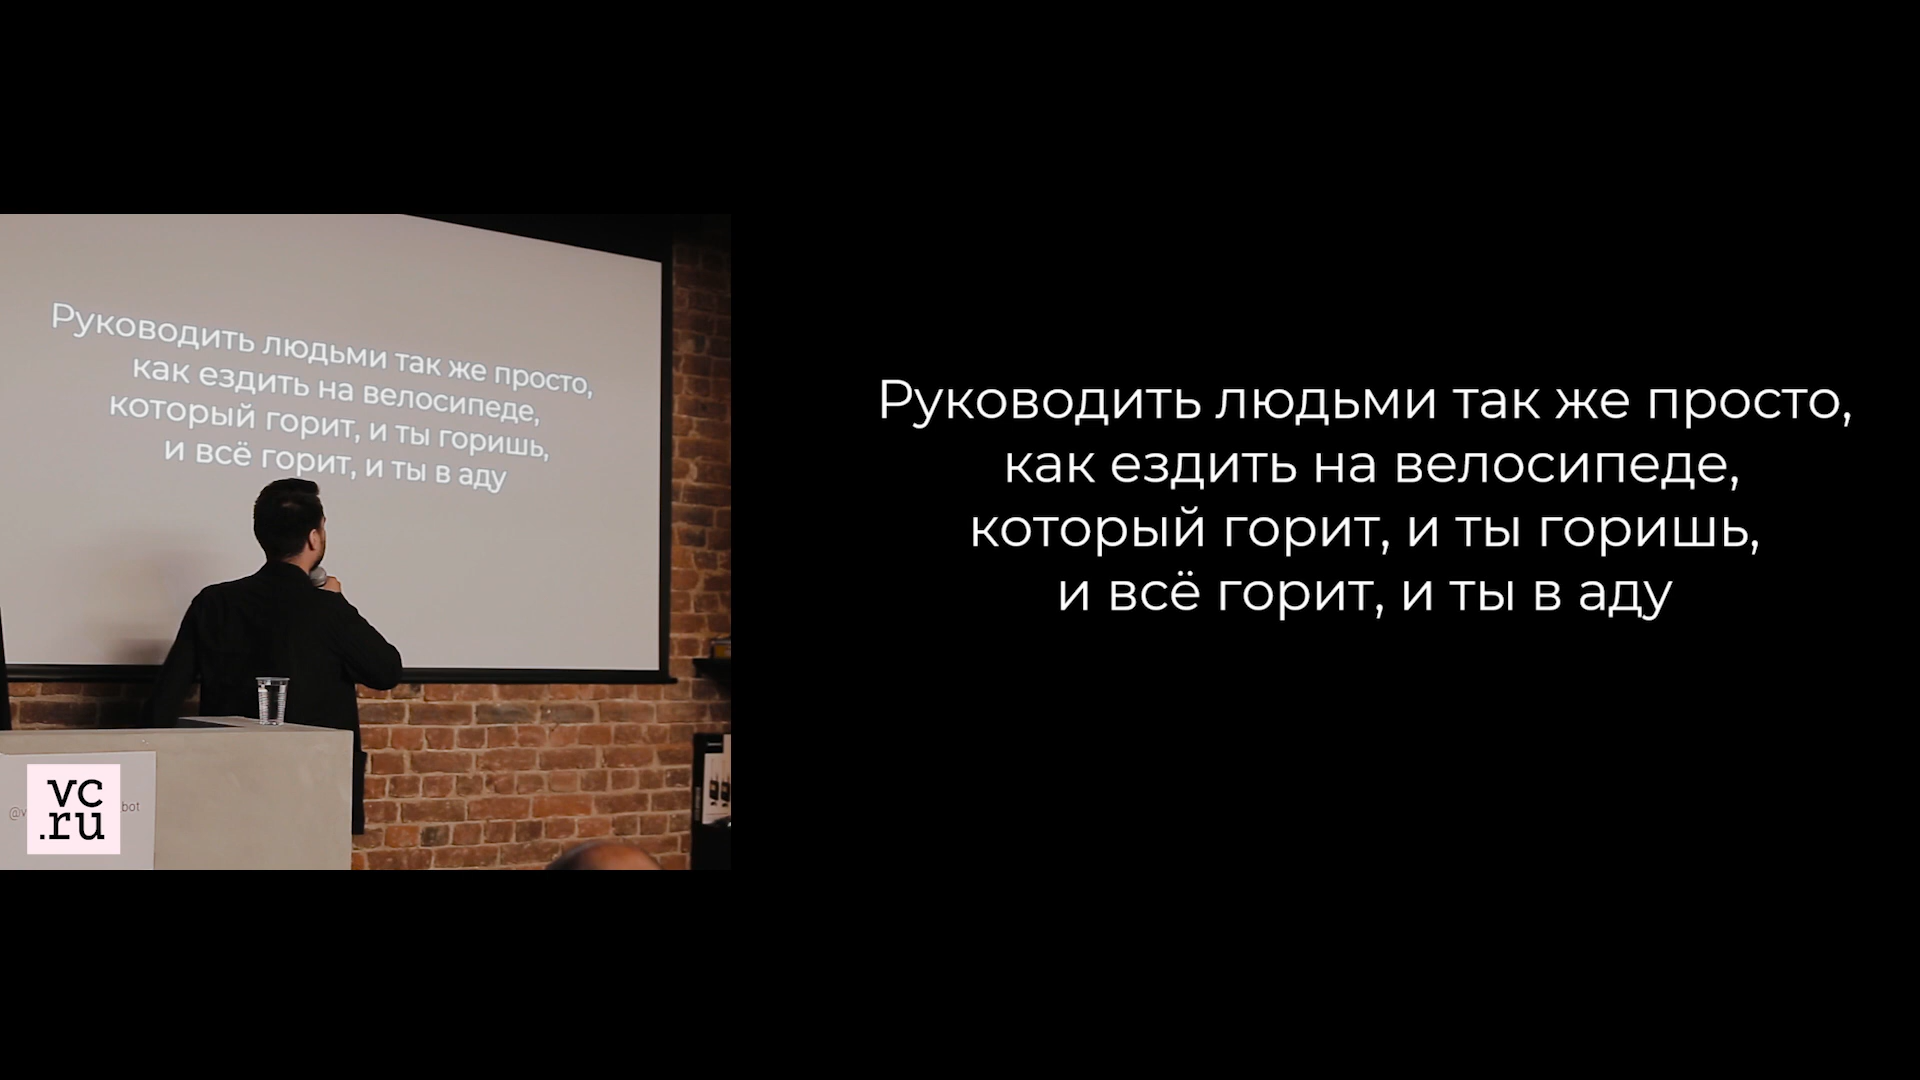 Руководить людьми так же просто,
как ездить на велосипеде,
который горит, и ты горишь,
и всё горит, и ты в аду
vc
.ru
bot
Руководить людьми так же просто,
как ездить на велосипеде,
который горит, и ты горишь,
и всё горит, и ты в аду